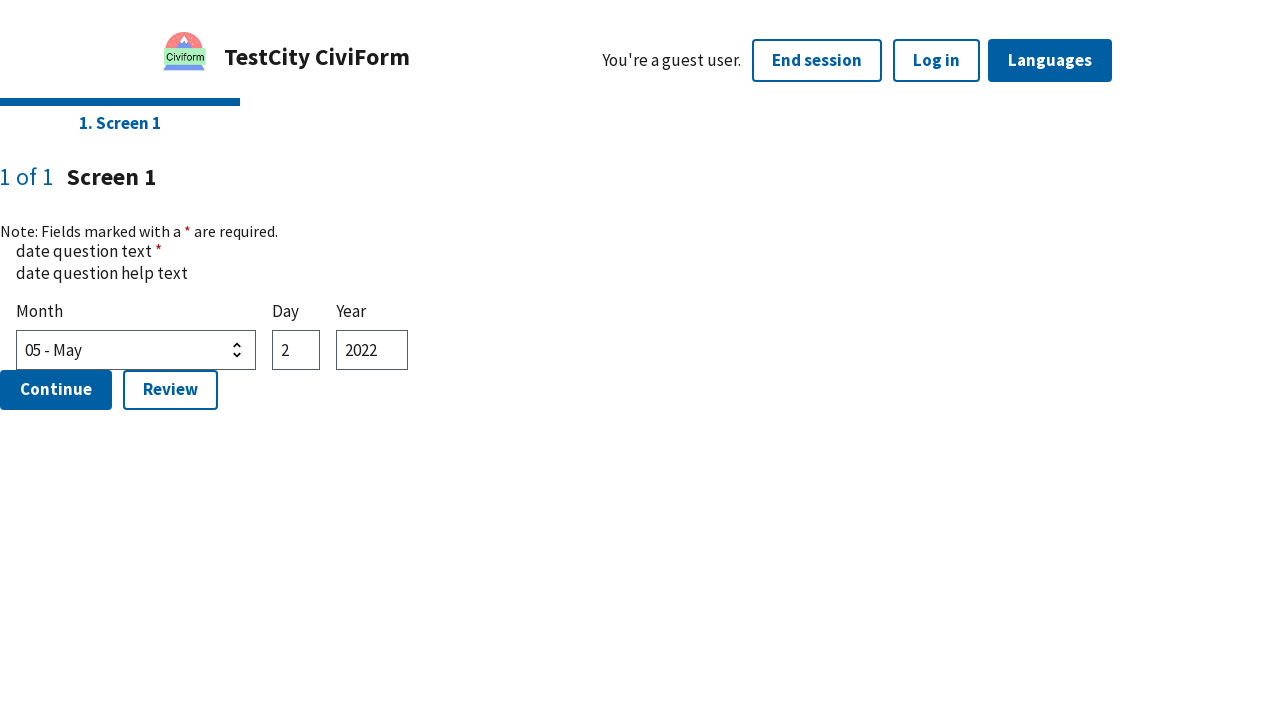 Civiform
TestCity CiviForm
You're a guest user.
End session
Log in
Languages
1. Screen 1
1 of 1 Screen 1
Note: Fields marked with a * are required.
date question text *
date question help text
Month Day Year
05 - May 2 2022
Continue Review